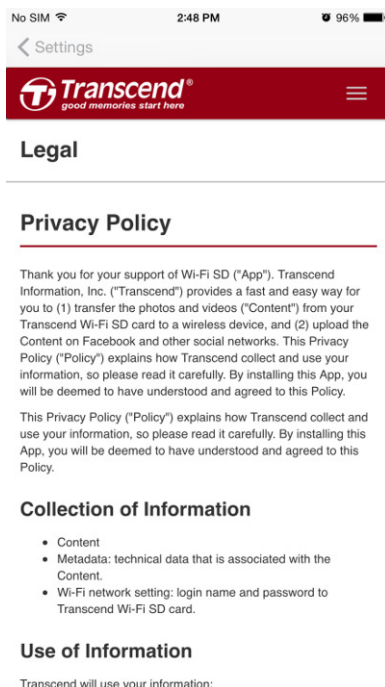 No SIM 2:48 PM 96%
Settings
Transcend®
good memories start here
Legal
Privacy Policy
Thank you for your support of Wi-Fi SD ("App"). Transcend
Information, Inc. ("Transcend") provides a fast and easy way for
you to (1) transfer the photos and videos ("Content") from your
Transcend Wi-Fi SD card to a wireless device, and (2) upload the
Content on Facebook and other social networks. This Privacy
Policy ("Policy") explains how Transcend collect and use your
information, so please read it carefully. By installing this App, you
will be deemed to have understood and agreed to this Policy.
This Privacy Policy ("Policy") explains how Transcend collect and
use your information, so please read it carefully. By installing this
App, you will be deemed to have understood and agreed to this
Policy.
Collection of Information
• Content
• Metadata: technical data that is associated with the
Content.
• Wi-Fi network setting: login name and password to
Transcend Wi-Fi SD card.
Use of Information
Transcend will use your information: